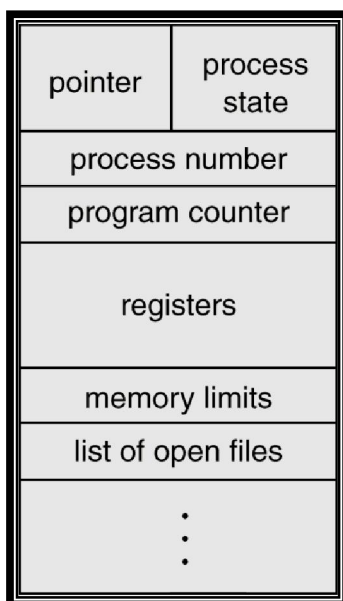 pointer
process
state
process number
program counter
registers
memory limits
list of open files